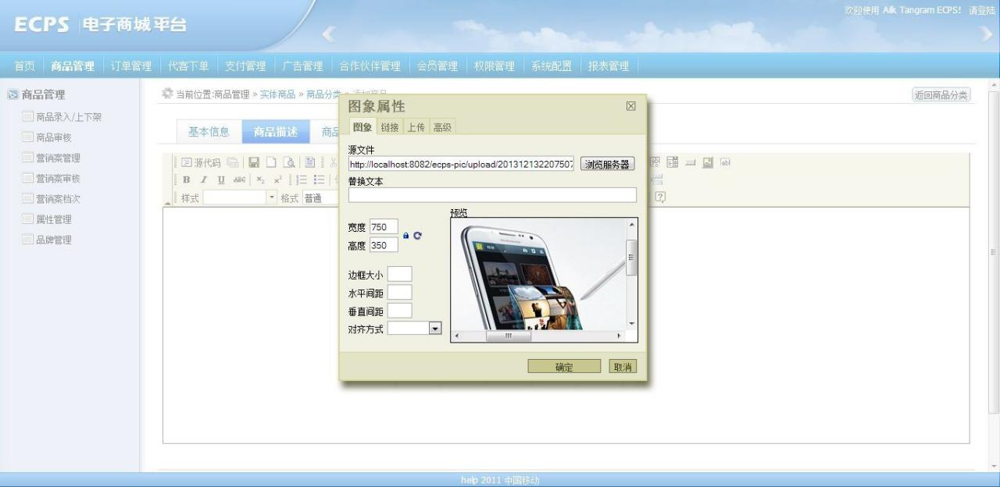 ECPS 电子商城平台
欢迎使用 Ailk Tangram ECPS! 请登陆
首页 商品管理 订单管理 代客下单 支付管理 广告管理 合作伙伴管理 会员管理 权限管理 系统配置 报表管理
商品管理
商品录入/上下架
商品审核
营销案管理
营销案审核
营销案档次
属性管理
品牌管理
当前位置:商品管理 » 实体商品 » 商品分类 » 添加商品
返回商品分类
基本信息 商品描述 商品
源代码
B I U ABC x₂ x²
样式 格式 普通
图象属性
图象 链接 上传 高级
源文件
http://localhost:8082/ecps-pic/upload/201312132207507
浏览服务器
替换文本
预览
宽度 750
高度 350
边框大小
水平间距
垂直间距
对齐方式
确定 取消
help 2011 中国移动